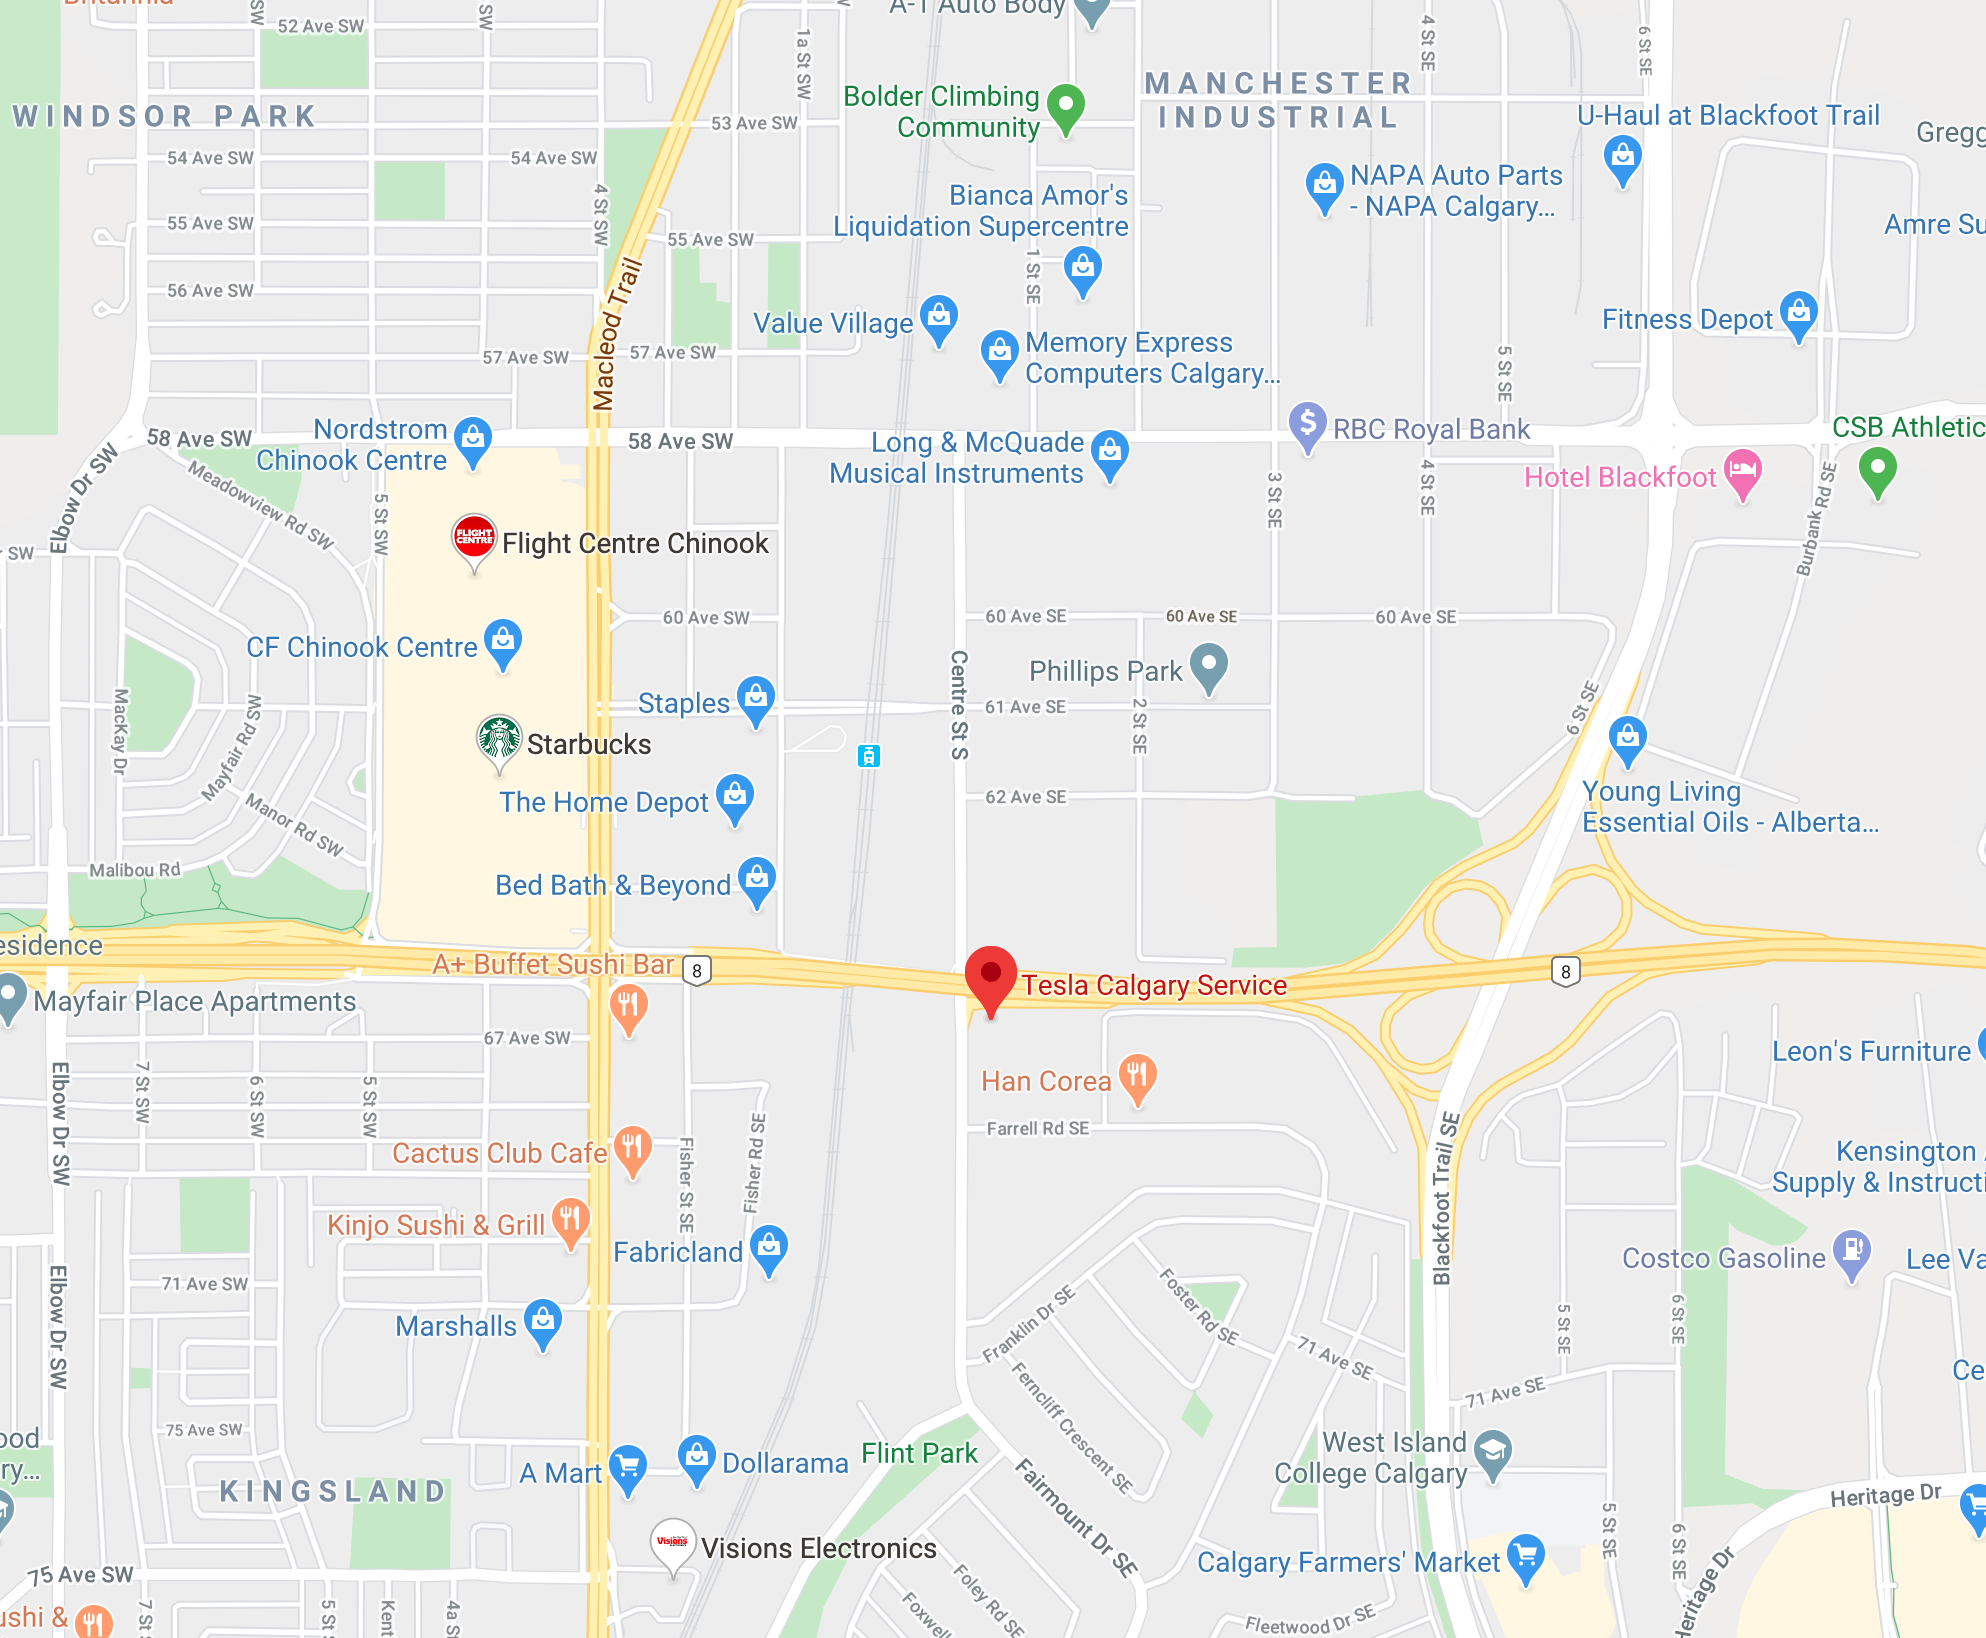 Britannia
52 Ave SW
SW
SW
1a St SW
A-1 Auto Body
4 St SE
6 St SE
WINDSOR PARK
Bolder Climbing
Community
MANCHESTER
INDUSTRIAL
U-Haul at Blackfoot Trail
Gregg
53 Ave SW
54 Ave SW
54 Ave SW
4 St SW
Bianca Amor's
Liquidation Supercentre
NAPA Auto Parts
- NAPA Calgary...
Amre Su
55 Ave SW
55 Ave SW
1 St SE
56 Ave SW
Macleod Trail
Value Village
Memory Express
Computers Calgary...
Fitness Depot
57 Ave SW
57 Ave SW
5 St SE
Nordstrom
Chinook Centre
58 Ave SW
58 Ave SW
Long & McQuade
Musical Instruments
RBC Royal Bank
CSB Athletic
Hotel Blackfoot
Elbow Dr SW
Meadowview Rd SW
5 St SW
3 St SE
4 St SE
Burbank Rd SE
SW
FLIGHT
CENTRE
Flight Centre Chinook
60 Ave SW
60 Ave SE
60 Ave SE
60 Ave SE
CF Chinook Centre
Phillips Park
Centre St S
Staples
61 Ave SE
2 St SE
6 St SE
MacKay Dr
Mayfair Rd SW
Starbucks
Manor Rd SW
The Home Depot
62 Ave SE
Young Living
Essential Oils - Alberta...
Malibou Rd
Bed Bath & Beyond
esidence
A+ Buffet Sushi Bar
8
Tesla Calgary Service
8
Mayfair Place Apartments
67 Ave SW
Elbow Dr SW
7 St SW
6 St SW
5 St SW
Han Corea
Leon's Furniture
Farrell Rd SE
Cactus Club Cafe
Fisher St SE
Fisher Rd SE
Blackfoot Trail SE
Kensington
Supply & Instructi
Kinjo Sushi & Grill
Fabricland
Costco Gasoline
Lee Va
71 Ave SW
Elbow Dr SW
Franklin Dr SE
Foster Rd SE
71 Ave SE
5 St SE
6 St SE
Marshalls
Ferncliff Crescent SE
71 Ave SE
Ce
75 Ave SW
ood
ry...
KINGSLAND
A Mart
Dollarama
Flint Park
Fairmount Dr SE
West Island
College Calgary
Heritage Dr
5 St SE
6 St SE
Visions
Visions Electronics
Calgary Farmers' Market
Heritage Dr
75 Ave SW
ushi &
7 St S
5 St S
Kent
4a St
Foxwell
Foley Rd SE
Fleetwood Dr SE